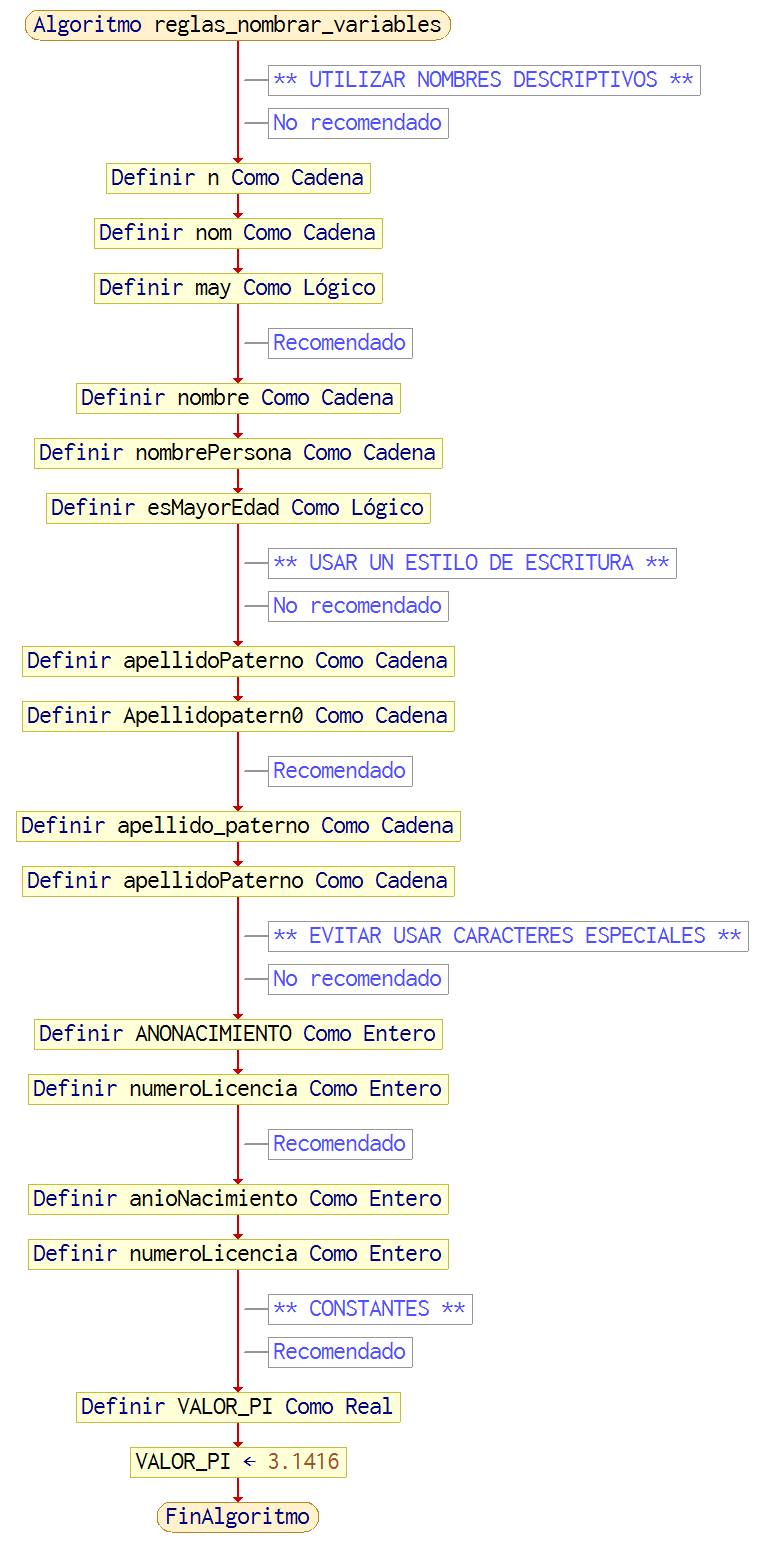 Algoritmo reglas_nombrar_variables
** UTILIZAR NOMBRES DESCRIPTIVOS **
No recomendado
Definir n Como Cadena
Definir nom Como Cadena
Definir may Como Lógico
Recomendado
Definir nombre Como Cadena
Definir nombrePersona Como Cadena
Definir esMayorEdad Como Lógico
** USAR UN ESTILO DE ESCRITURA **
No recomendado
Definir apellidoPaterno Como Cadena
Definir Apellidopatern0 Como Cadena
Recomendado
Definir apellido_paterno Como Cadena
Definir apellidoPaterno Como Cadena
** EVITAR USAR CARACTERES ESPECIALES **
No recomendado
Definir ANONACIMIENTO Como Entero
Definir numeroLicencia Como Entero
Recomendado
Definir anioNacimiento Como Entero
Definir numeroLicencia Como Entero
** CONSTANTES **
Recomendado
Definir VALOR_PI Como Real
VALOR_PI ← 3.1416
FinAlgoritmo